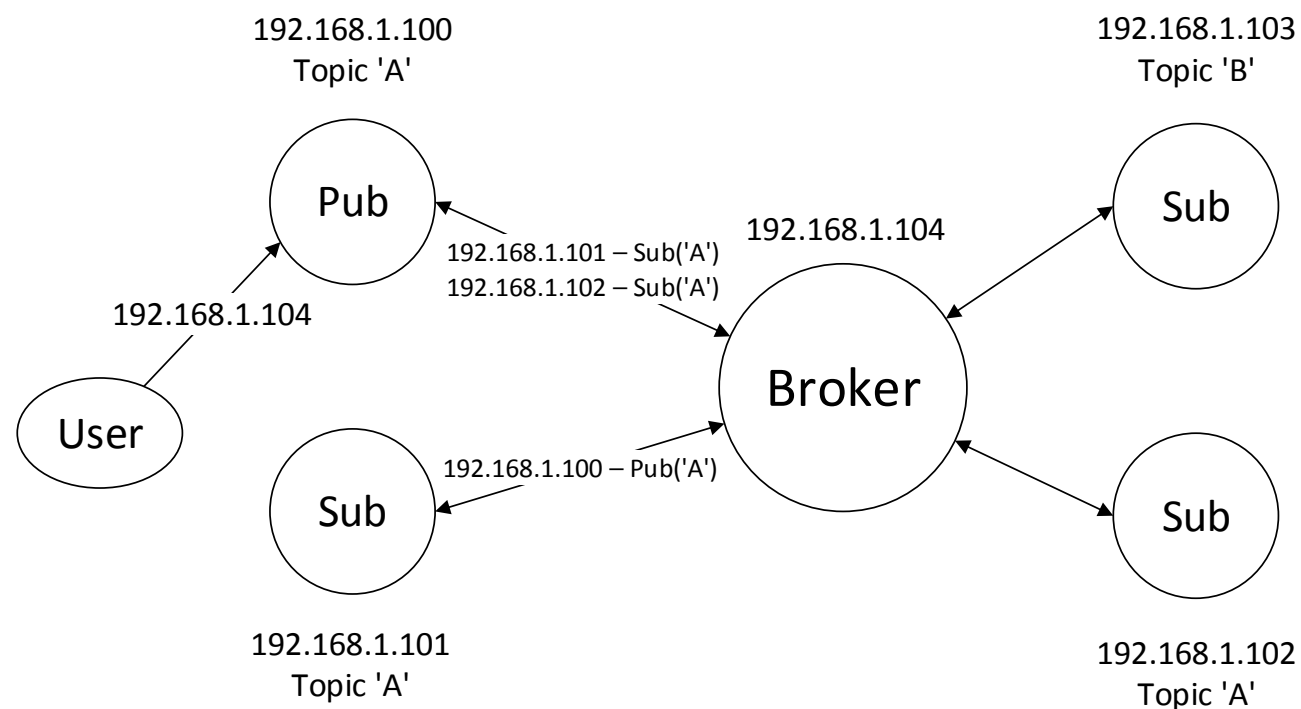 192.168.1.100
Topic 'A'
192.168.1.103
Topic 'B'
Pub
Sub
192.168.1.104
192.168.1.101 – Sub('A')
192.168.1.102 – Sub('A')
192.168.1.104
Broker
User
192.168.1.100 – Pub('A')
Sub
Sub
192.168.1.101
Topic 'A'
192.168.1.102
Topic 'A'